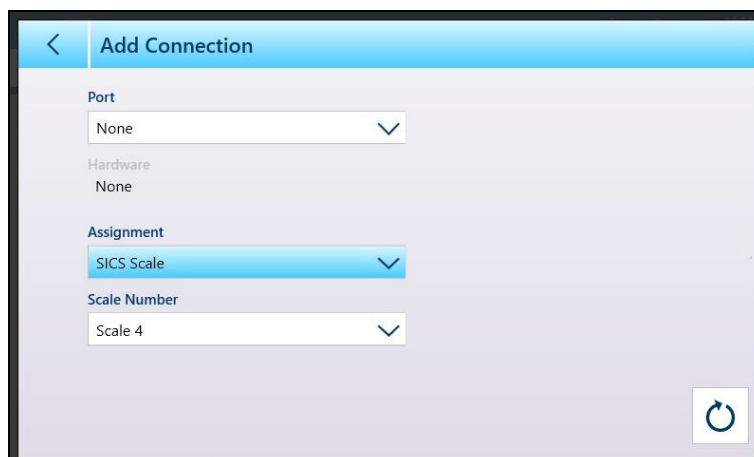 Add Connection
Port
None
Hardware
None
Assignment
SICS Scale
Scale Number
Scale 4